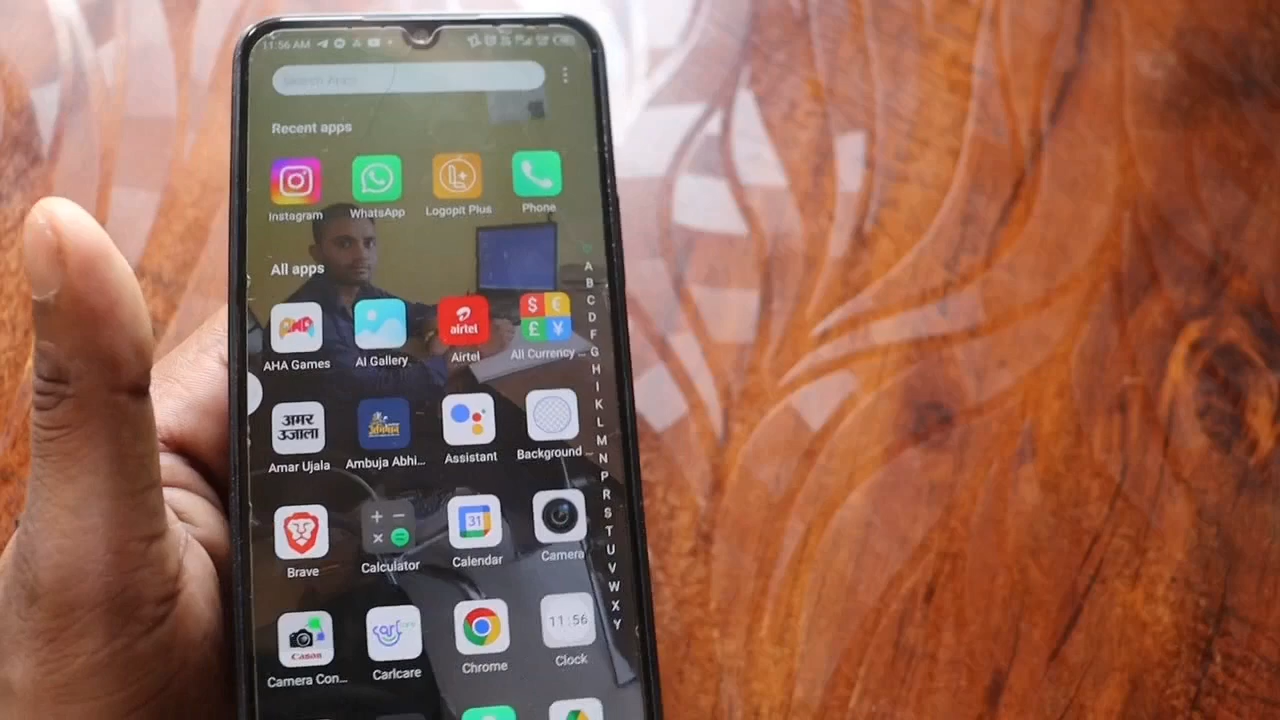 11:56 AM
Search Apps
Recent apps
Instagram
WhatsApp
Logopit Plus
Phone
All apps
airtel
$ €
£ ¥
AHA Games
AI Gallery
Airtel
All Currency ...
अमर
उजाला
Amar Ujala
Ambuja Abhi...
Assistant
Background ...
31
Brave
Calculator
Calendar
Camera
Canon
Camera Con...
Carlcare
Chrome
11:56
Clock
A
B
C
D
F
G
H
I
K
L
M
N
P
R
S
T
U
V
W
X
Y